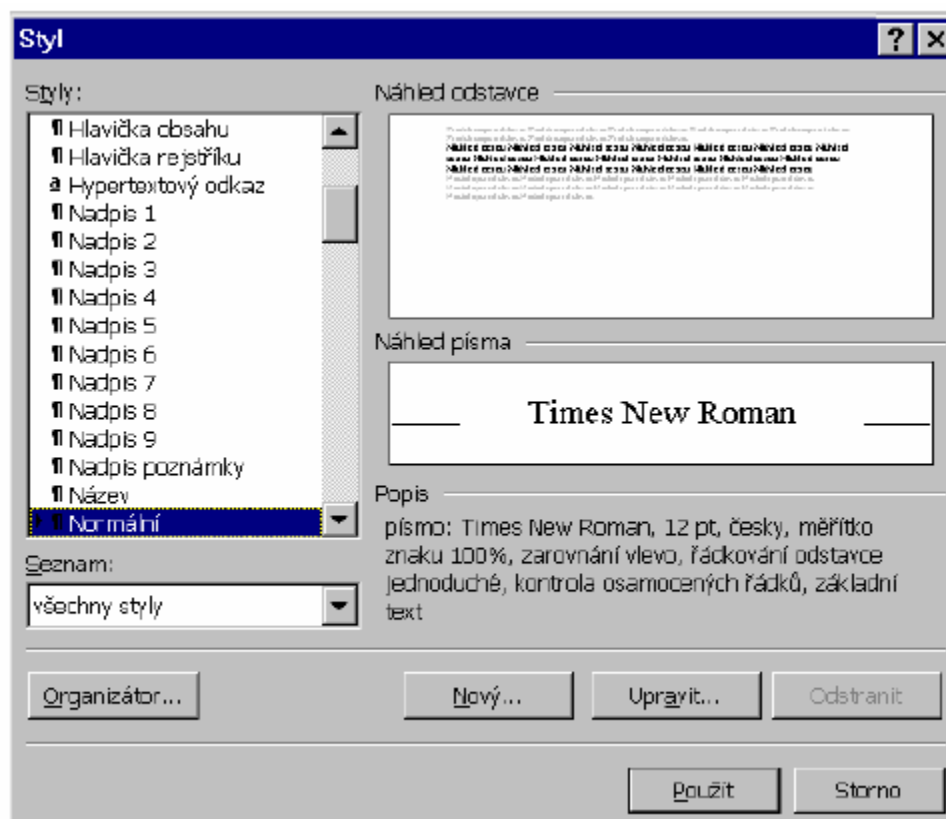 Styl
Styly:
¶ Hlavička obsahu
¶ Hlavička rejstříku
a Hypertextový odkaz
¶ Nadpis 1
¶ Nadpis 2
¶ Nadpis 3
¶ Nadpis 4
¶ Nadpis 5
¶ Nadpis 6
¶ Nadpis 7
¶ Nadpis 8
¶ Nadpis 9
¶ Nadpis poznámky
¶ Název
¶ Normální
Seznam:
všechny styly
Náhled odstavce
Náhled písma
Times New Roman
Popis
písmo: Times New Roman, 12 pt, česky, měřítko
znaku 100%, zarovnání vlevo, řádkování odstavce
jednoduché, kontrola osamocených řádků, základní
text
Organizátor...
Nový...
Upravit...
Odstranit
Použít
Storno